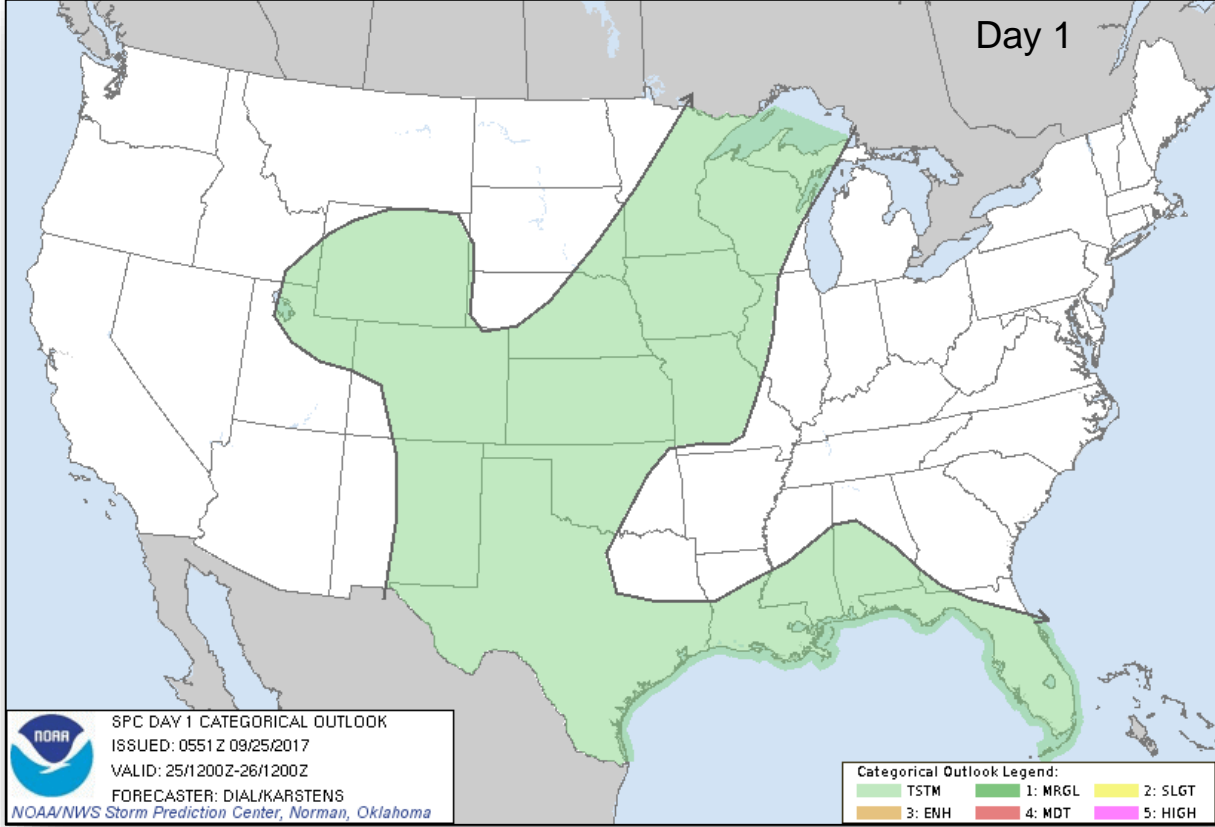 Day 1
SPC DAY 1 CATEGORICAL OUTLOOK
ISSUED: 0551Z 09/25/2017
VALID: 25/1200Z-26/1200Z
FORECASTER: DIAL/KARSTENS
NOAA/NWS Storm Prediction Center, Norman, Oklahoma
NOAA
Categorical Outlook Legend:
TSTM 1: MRGL 2: SLGT
3: ENH 4: MDT 5: HIGH